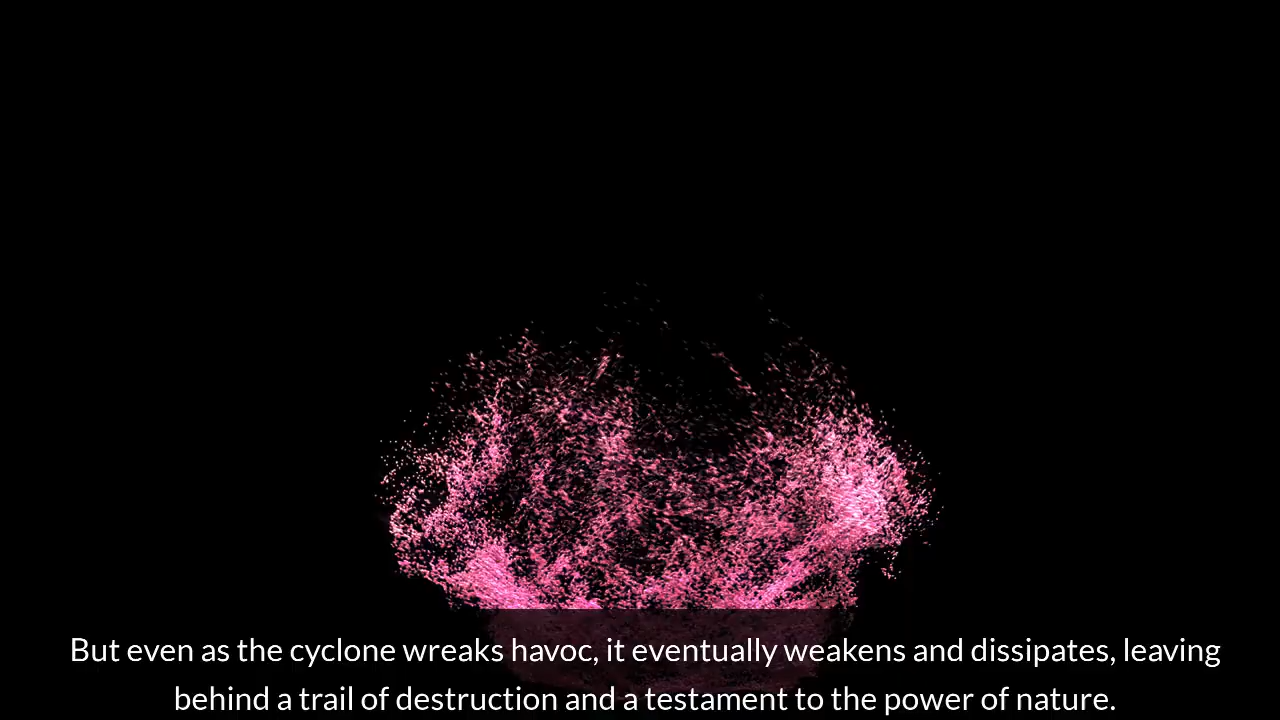 But even as the cyclone wreaks havoc, it eventually weakens and dissipates, leaving
behind a trail of destruction and a testament to the power of nature.